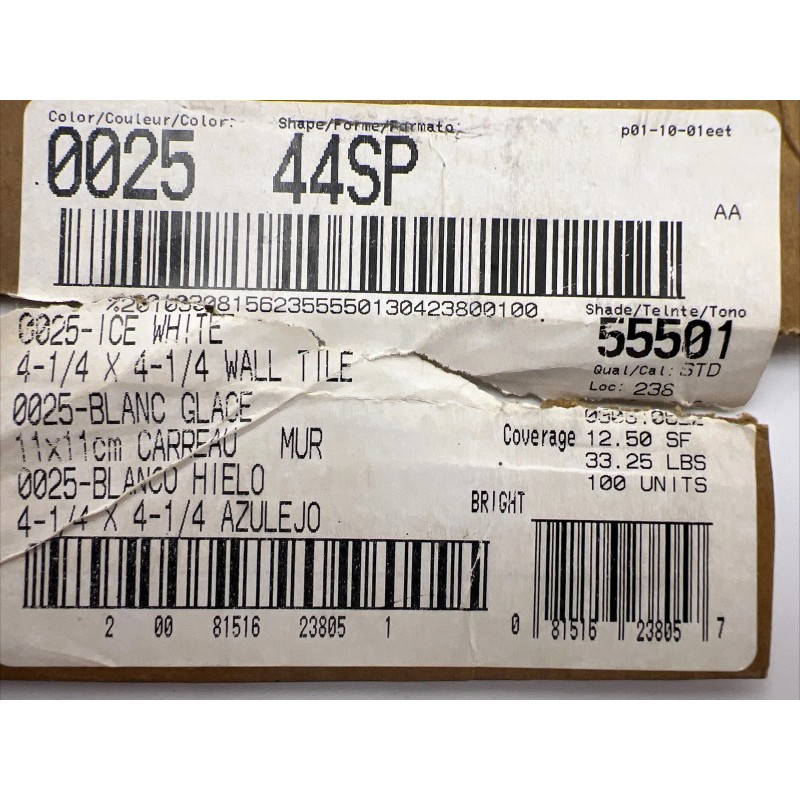 Color/Couleur/Color: Shape/Forme/Formato: p01-10-01eet
0025 44SP
AA
Shade/Teinte/Tono
0025-ICE WHITE 55501
4-1/4 X 4-1/4 WALL TILE Qual/Cal: STD
Loc: 238
0025-BLANC GLACE
11x11cm CARREAU MUR Coverage 12.50 SF
33.25 LBS
0025-BLANCO HIELO 100 UNITS
4-1/4 X 4-1/4 AZULEJO BRIGHT
2 00 81516 23805 1 0 81516 23805 7